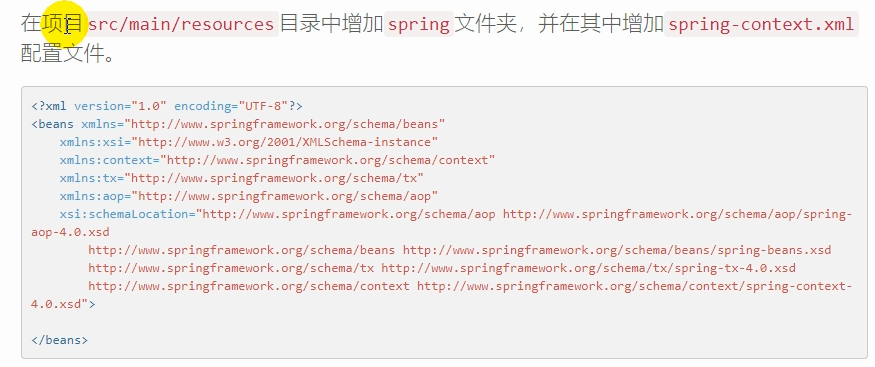 在项目src/main/resources目录中增加spring文件夹，并在其中增加spring-context.xml
配置文件。
<?xml version="1.0" encoding="UTF-8"?>
<beans xmlns="http://www.springframework.org/schema/beans"
    xmlns:xsi="http://www.w3.org/2001/XMLSchema-instance"
    xmlns:context="http://www.springframework.org/schema/context"
    xmlns:tx="http://www.springframework.org/schema/tx"
    xmlns:aop="http://www.springframework.org/schema/aop"
    xsi:schemaLocation="http://www.springframework.org/schema/aop http://www.springframework.org/schema/aop/spring-
aop-4.0.xsd
        http://www.springframework.org/schema/beans http://www.springframework.org/schema/beans/spring-beans.xsd
        http://www.springframework.org/schema/tx http://www.springframework.org/schema/tx/spring-tx-4.0.xsd
        http://www.springframework.org/schema/context http://www.springframework.org/schema/context/spring-context-
4.0.xsd">
</beans>